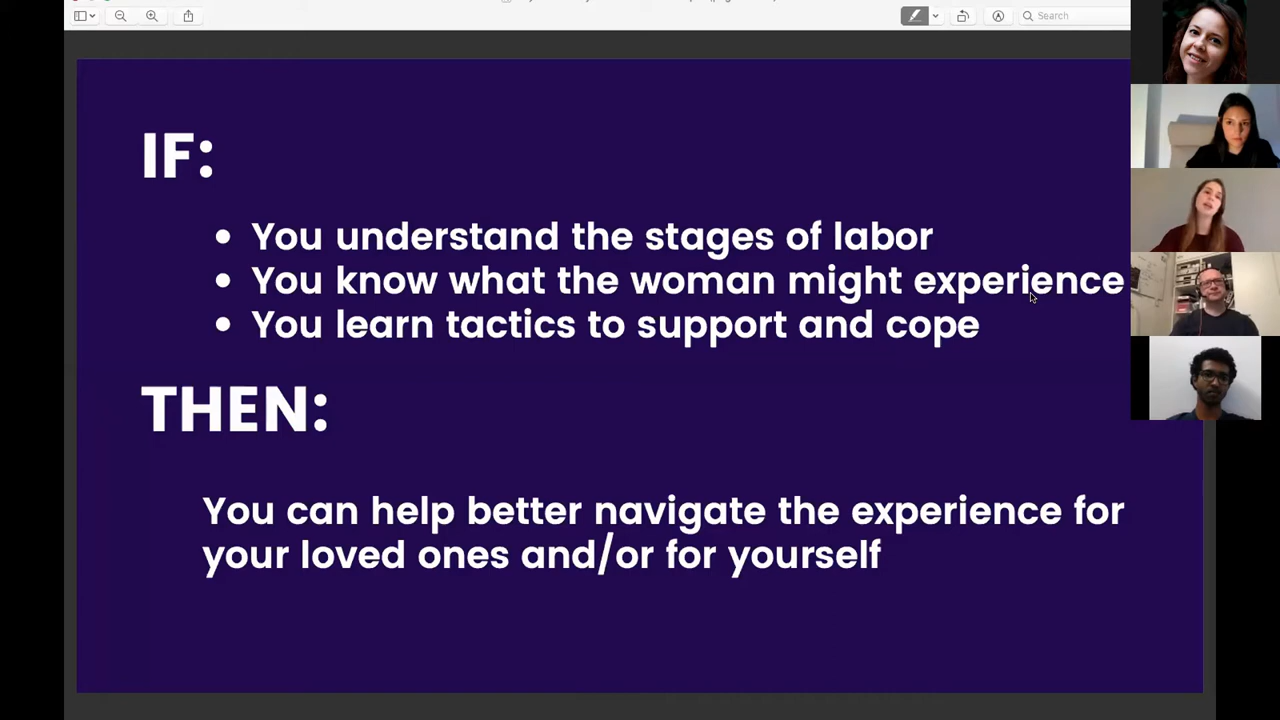 Search
IF:
• You understand the stages of labor
• You know what the woman might experience
• You learn tactics to support and cope
THEN:
You can help better navigate the experience for
your loved ones and/or for yourself